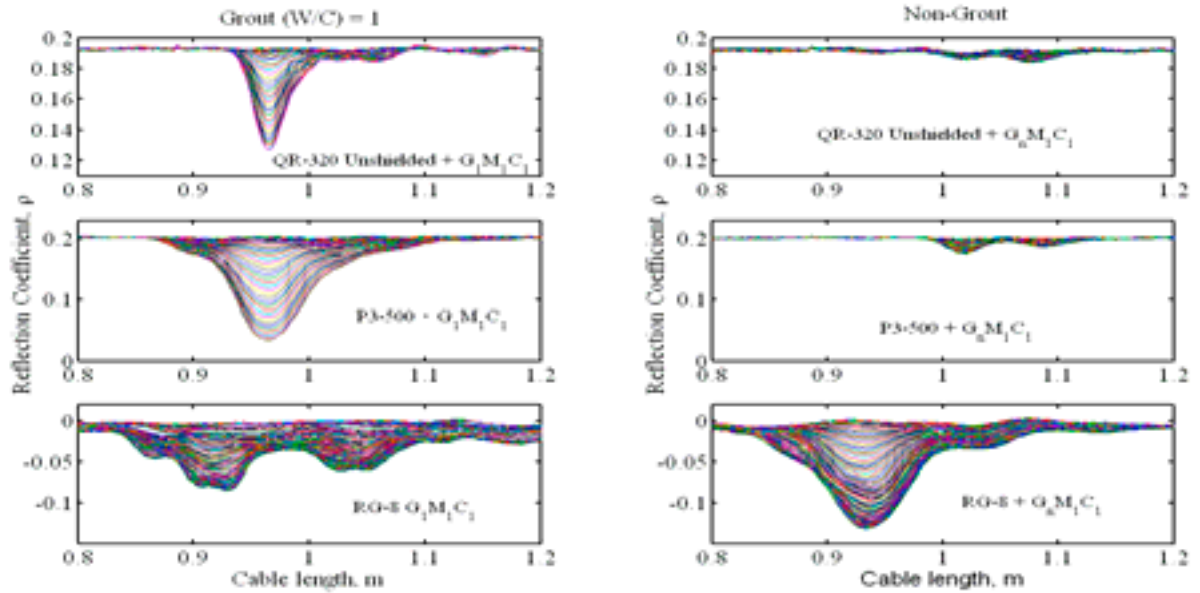 Grout (W/C) = 1
0.2
0.18
0.16
0.14
0.12
QR-320 Unshielded + G₁M₁C₁
0.8 0.9 1 1.1 1.2
0.2
0.1
0
P3-500 - G₁M₁C₁
0.8 0.9 1 1.1 1.2
Reflection Coefficient, ρ
0
-0.05
-0.1
RG-8 G₁M₁C₁
0.8 0.9 1 1.1 1.2
Cable length, m
Non-Grout
0.2
0.18
0.16
0.14
0.12
QR-320 Unshielded + GₙM₁C₁
0.8 0.9 1 1.1 1.2
0.2
0.1
0
P3-500 + GₙM₁C₁
0.8 0.9 1 1.1 1.2
Reflection Coefficient, ρ
0
-0.05
-0.1
RG-8 + GₙM₁C₁
0.8 0.9 1 1.1 1.2
Cable length, m